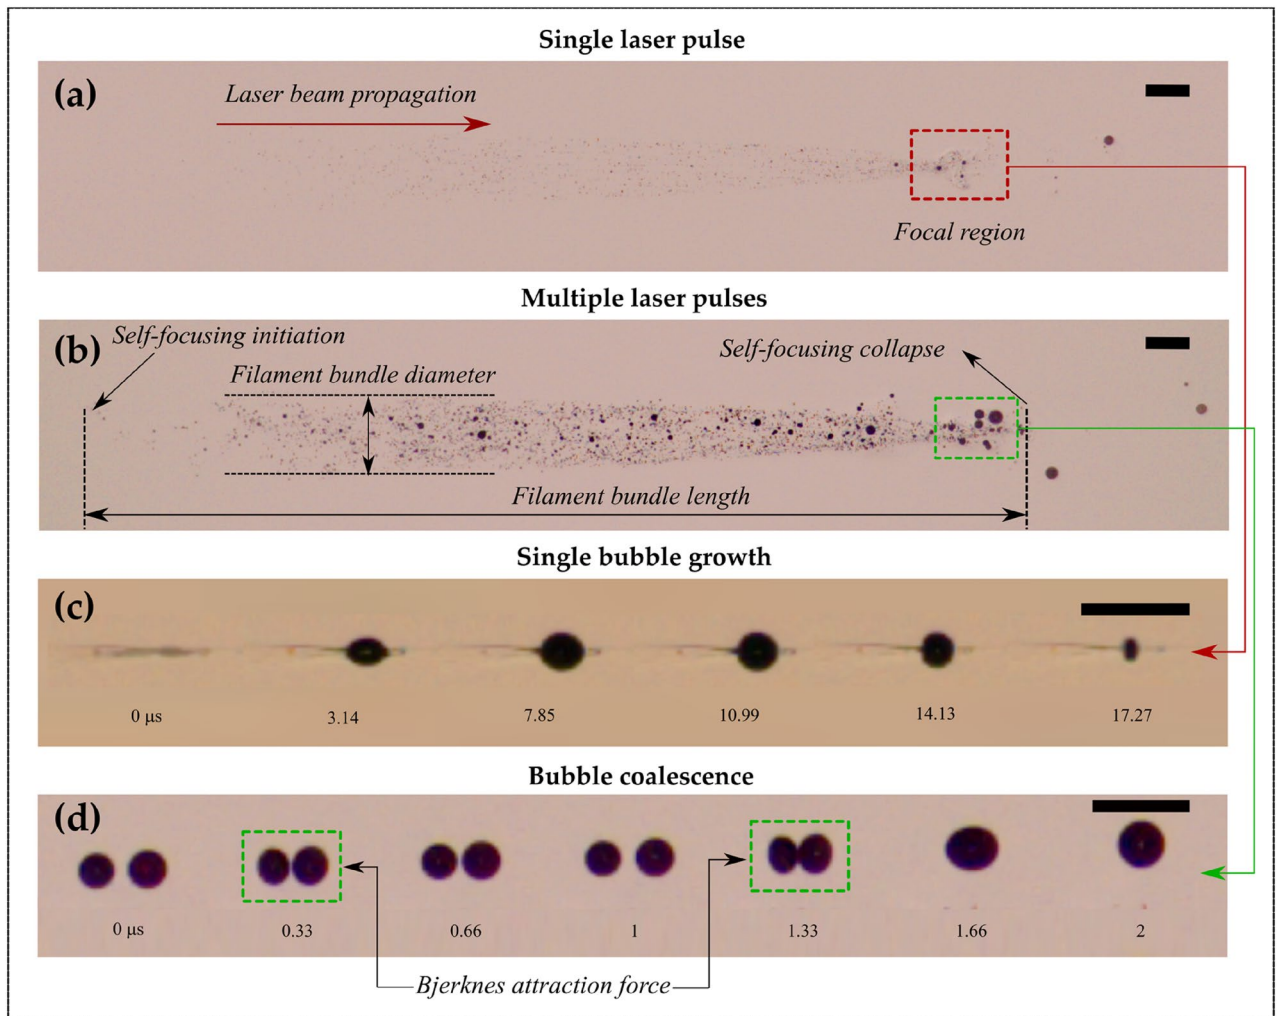 Single laser pulse
(a)
Laser beam propagation
Focal region
Multiple laser pulses
(b)
Self-focusing initiation
Self-focusing collapse
Filament bundle diameter
Filament bundle length
Single bubble growth
(c)
0 µs 3.14 7.85 10.99 14.13 17.27
Bubble coalescence
(d)
0 µs 0.33 0.66 1 1.33 1.66 2
Bjerknes attraction force